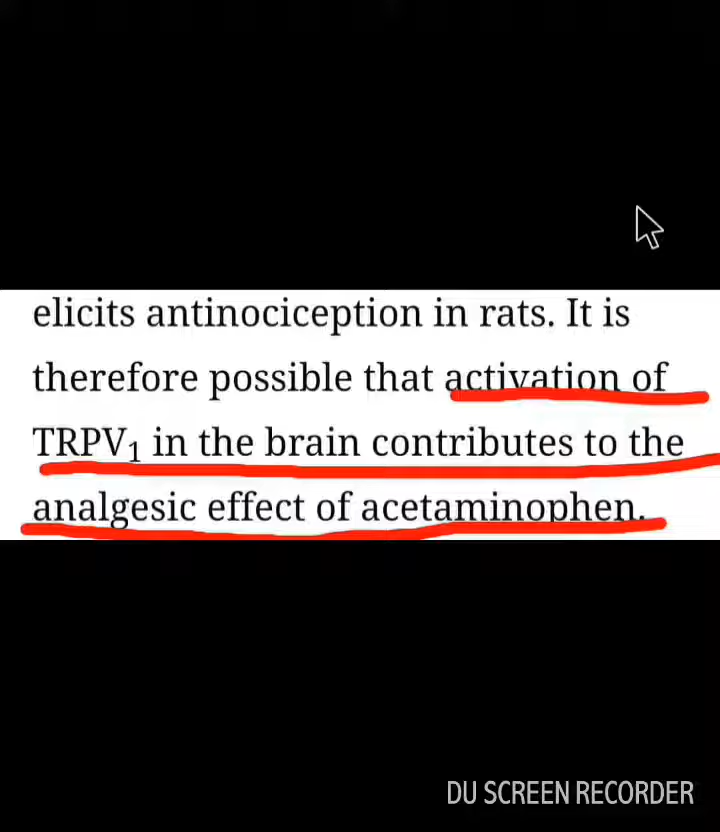 elicits antinociception in rats. It is
therefore possible that activation of
TRPV₁ in the brain contributes to the
analgesic effect of acetaminophen.
DU SCREEN RECORDER